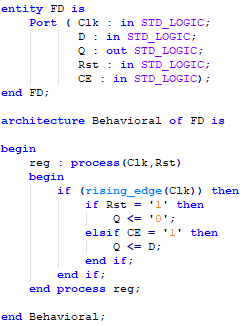 entity FD is
    Port ( Clk : in STD_LOGIC;
           D : in STD_LOGIC;
           Q : out STD_LOGIC;
           Rst : in STD_LOGIC;
           CE : in STD_LOGIC);
end FD;

architecture Behavioral of FD is

begin
    reg : process(Clk,Rst)
    begin
        if (rising_edge(Clk)) then
            if Rst = '1' then
                Q <= '0';
            elsif CE = '1' then
                Q <= D;
            end if;
        end if;
    end process reg;

end Behavioral;